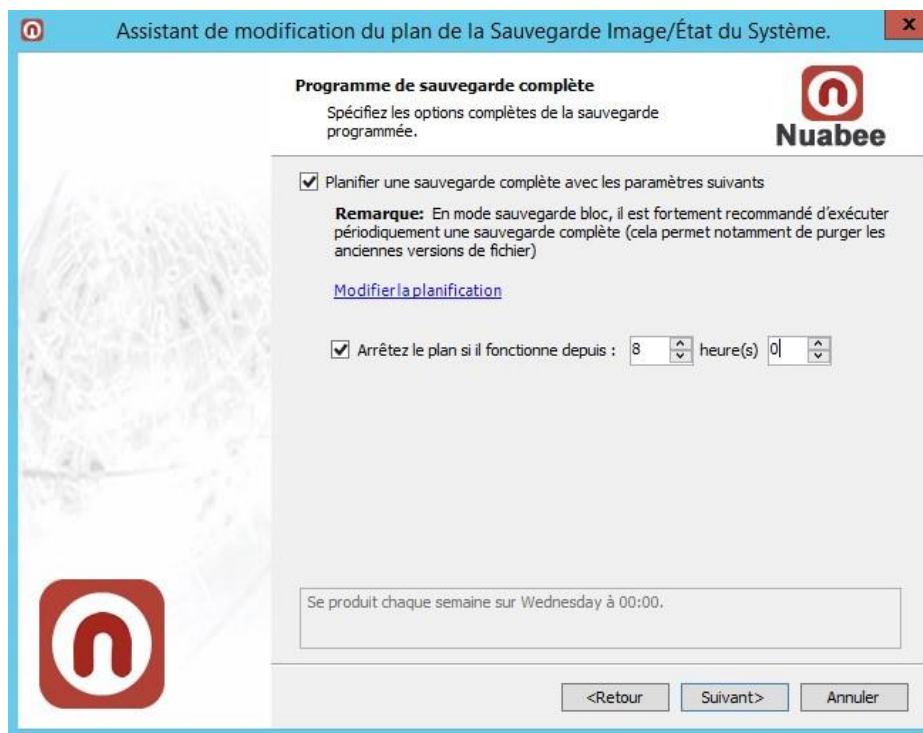 Assistant de modification du plan de la Sauvegarde Image/État du Système.
x
Programme de sauvegarde complète
Spécifiez les options complètes de la sauvegarde
programmée.
Nuabee
Planifier une sauvegarde complète avec les paramètres suivants
Remarque: En mode sauvegarde bloc, il est fortement recommandé d'exécuter
périodiquement une sauvegarde complète (cela permet notamment de purger les
anciennes versions de fichier)
Modifier la planification
Arrêtez le plan si il fonctionne depuis : 8 heure(s) 0
Se produit chaque semaine sur Wednesday à 00:00.
<Retour Suivant> Annuler